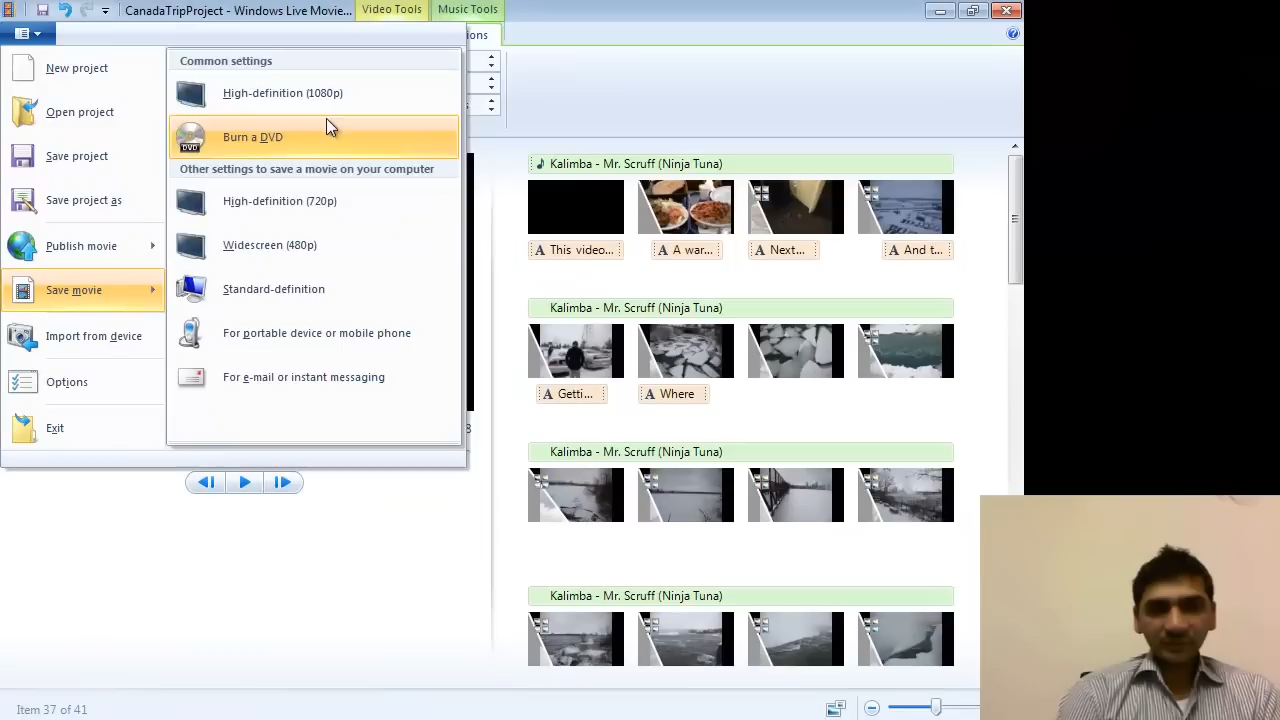 CanadaTripProject - Windows Live Movie...
Video Tools
Music Tools
ions
New project
Open project
Save project
Save project as
Publish movie
Save movie
Import from device
Options
Exit
Common settings
High-definition (1080p)
Burn a DVD
DVD
Other settings to save a movie on your computer
High-definition (720p)
Widescreen (480p)
Standard-definition
For portable device or mobile phone
For e-mail or instant messaging
Kalimba - Mr. Scruff (Ninja Tuna)
A This video...
A A war...
A Next...
A And t...
Kalimba - Mr. Scruff (Ninja Tuna)
A Getti...
A Where
Kalimba - Mr. Scruff (Ninja Tuna)
Kalimba - Mr. Scruff (Ninja Tuna)
Item 37 of 41